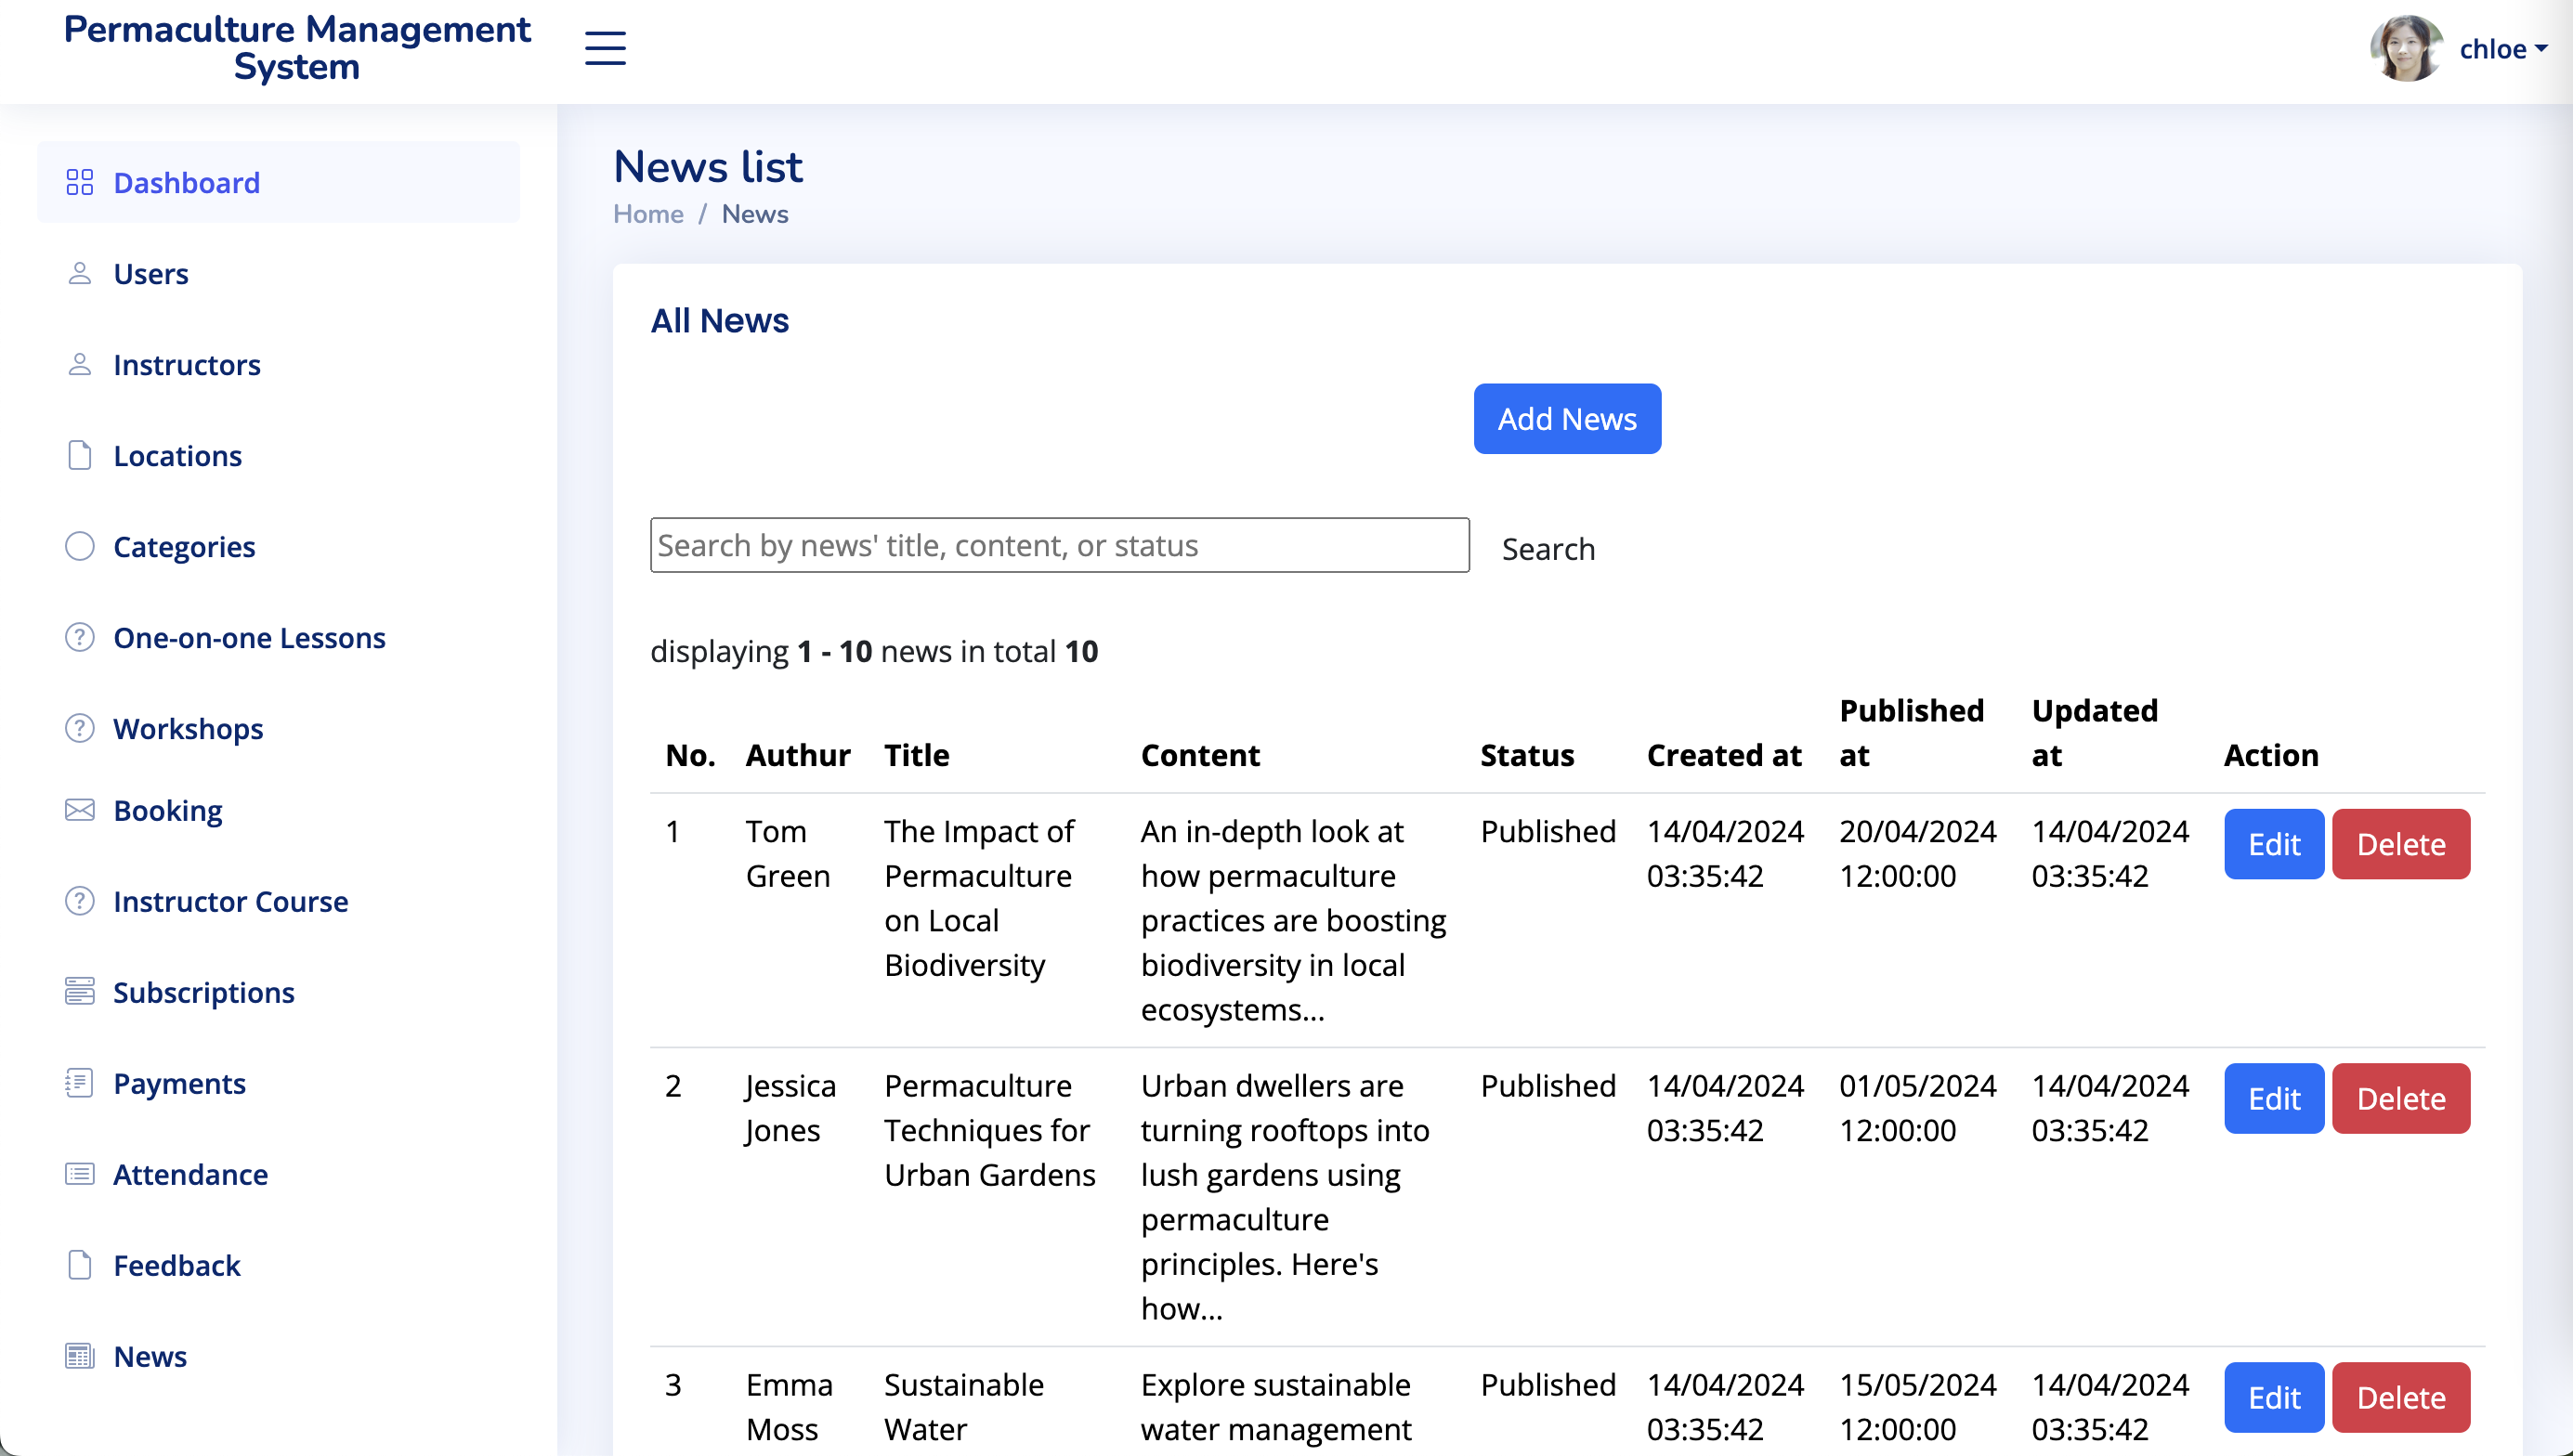 Permaculture Management
System
chloe
Dashboard
Users
Instructors
Locations
Categories
One-on-one Lessons
Workshops
Booking
Instructor Course
Subscriptions
Payments
Attendance
Feedback
News
News list
Home / News
All News
Add News
Search by news' title, content, or status
Search
displaying 1 - 10 news in total 10
No. Authur Title Content Status Created at Published at Updated at Action
1 Tom Green The Impact of Permaculture on Local Biodiversity An in-depth look at how permaculture practices are boosting biodiversity in local ecosystems... Published 14/04/2024 03:35:42 20/04/2024 12:00:00 14/04/2024 03:35:42 Edit Delete
2 Jessica Jones Permaculture Techniques for Urban Gardens Urban dwellers are turning rooftops into lush gardens using permaculture principles. Here's how... Published 14/04/2024 03:35:42 01/05/2024 12:00:00 14/04/2024 03:35:42 Edit Delete
3 Emma Moss Sustainable Water Explore sustainable water management Published 14/04/2024 03:35:42 15/05/2024 12:00:00 14/04/2024 03:35:42 Edit Delete